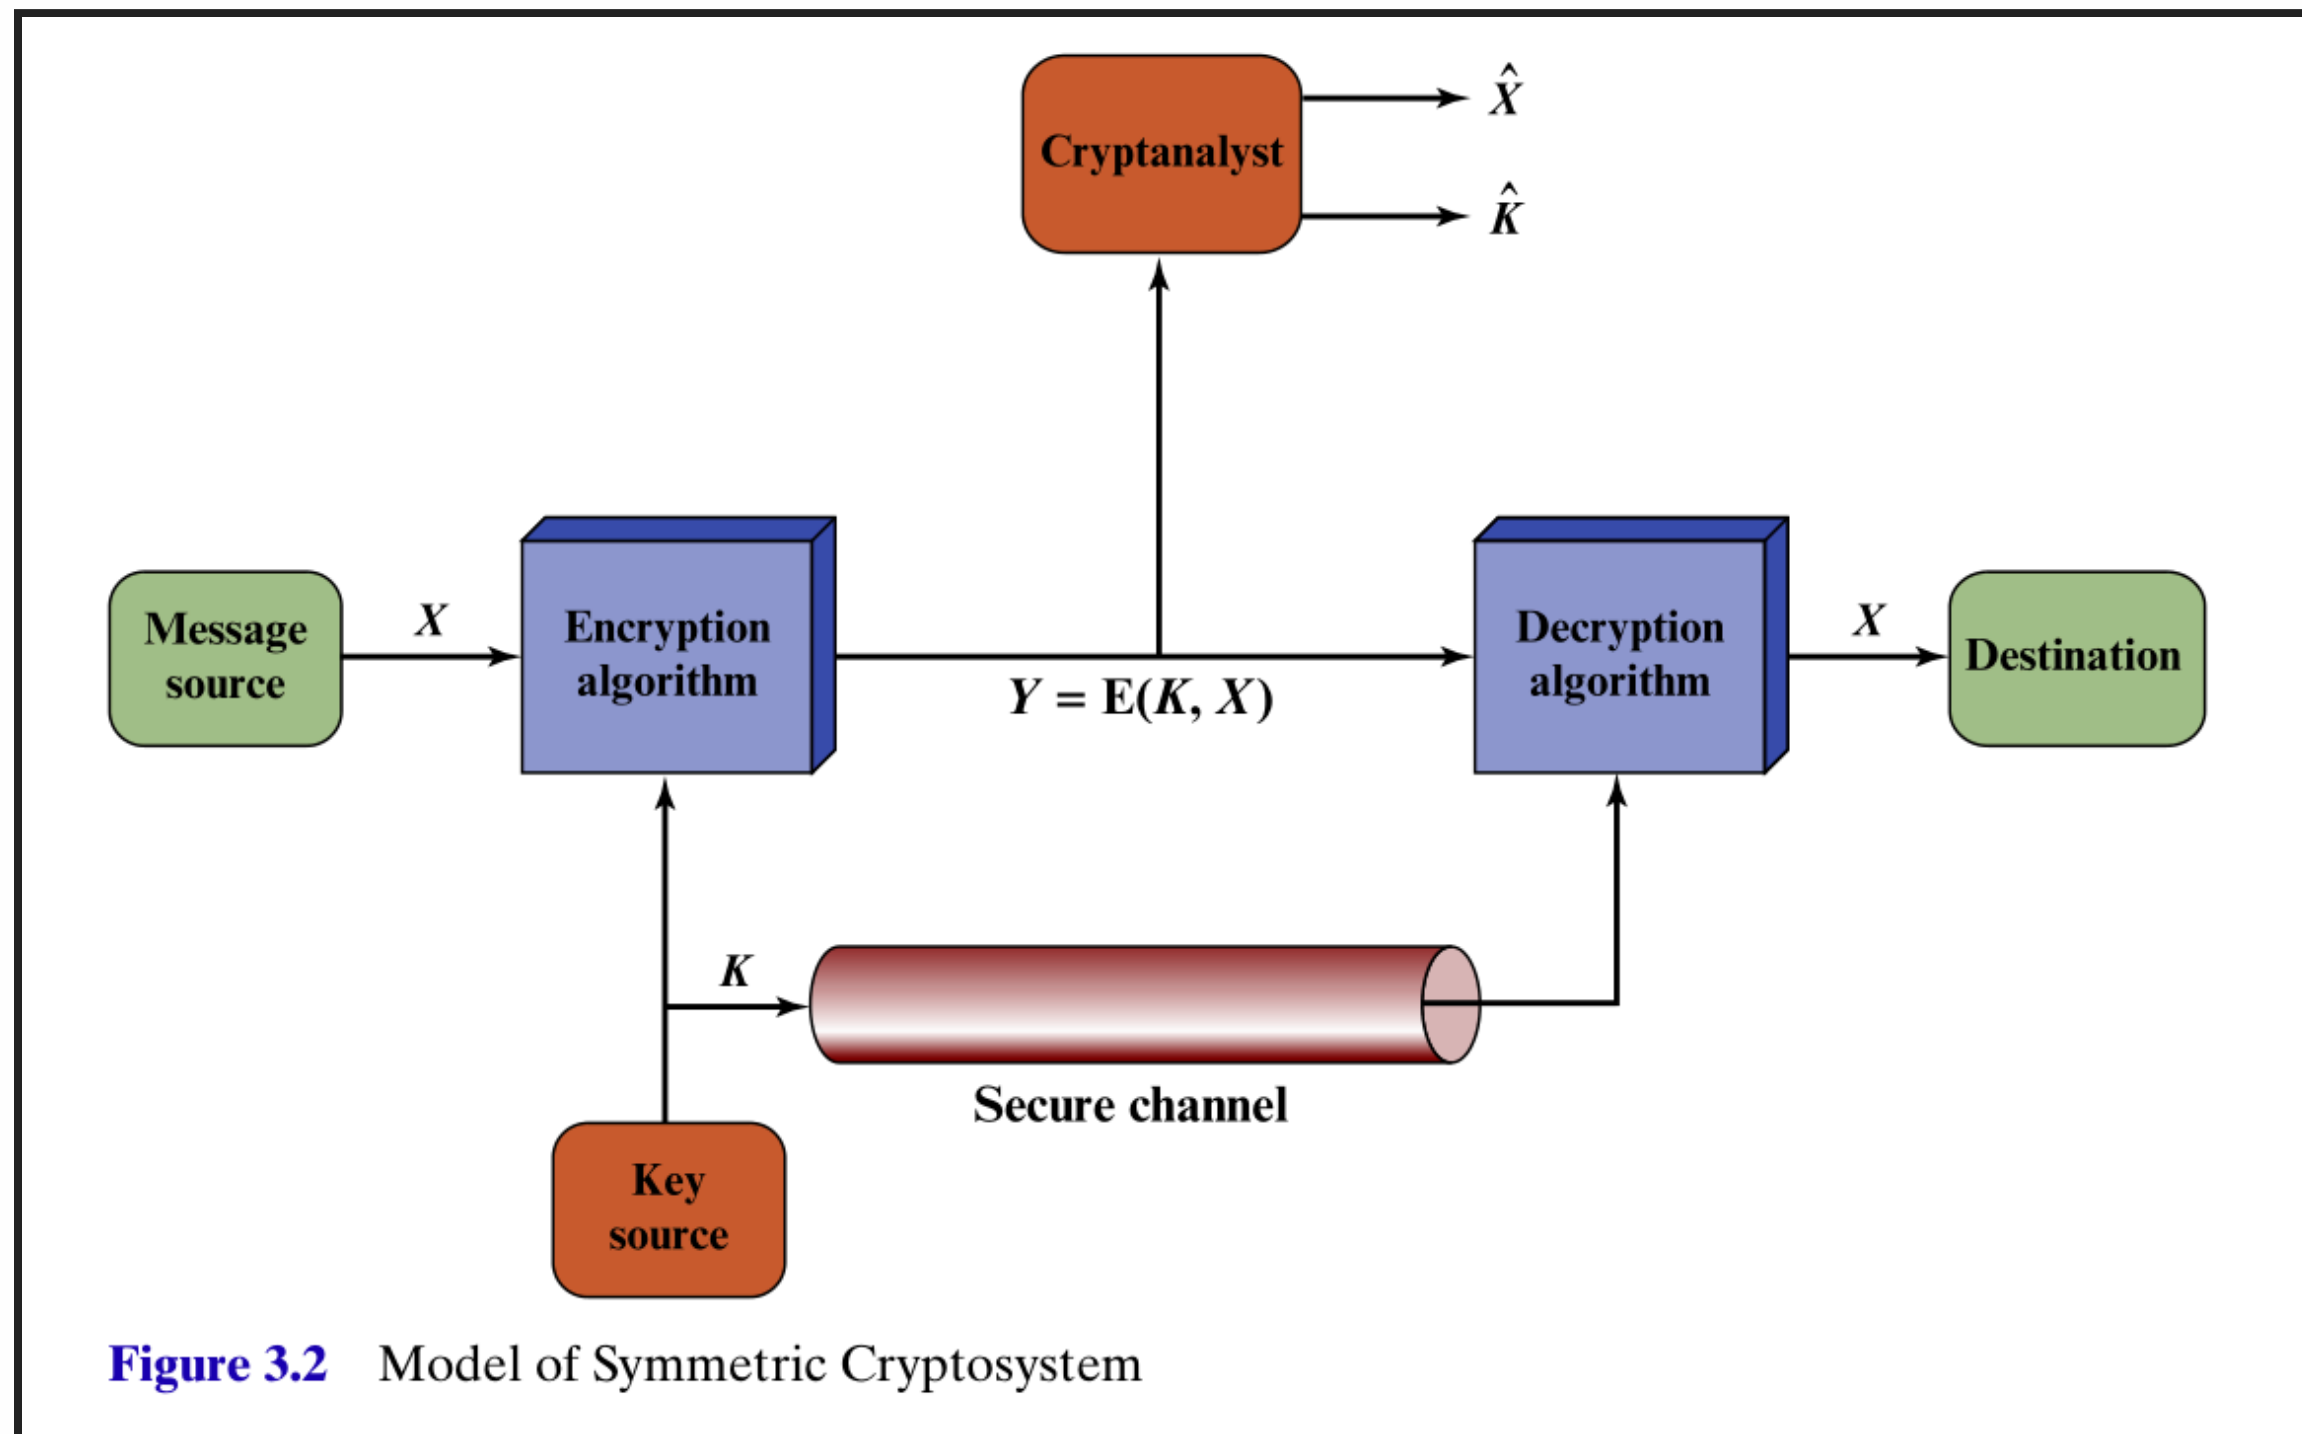 X̂
Cryptanalyst
K̂
Message
source
X
Encryption
algorithm
Y = E(K, X)
Decryption
algorithm
X
Destination
K
Secure channel
Key
source
Figure 3.2 Model of Symmetric Cryptosystem